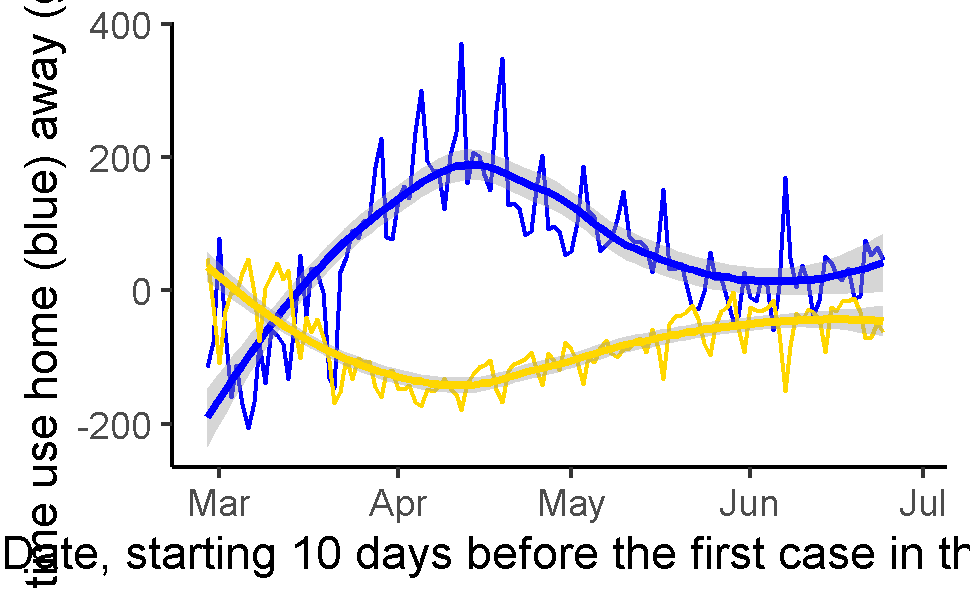 time use home (blue) away (
400
200
0
-200
Mar Apr May Jun Jul
Date, starting 10 days before the first case in th